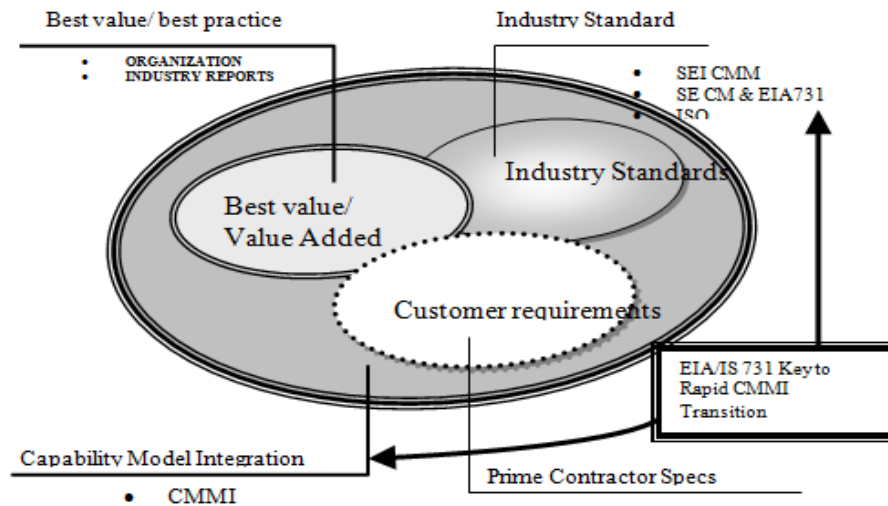 Best value/ best practice
• ORGANIZATION
• INDUSTRY REPORTS
Industry Standard
• SEI CMM
• SE CM & EIA731
• ISO
Industry Standards
Best value/
Value Added
Customer requirements
EIA/IS 731 Key to
Rapid CMMI
Transition
Capability Model Integration
• CMMI
Prime Contractor Specs